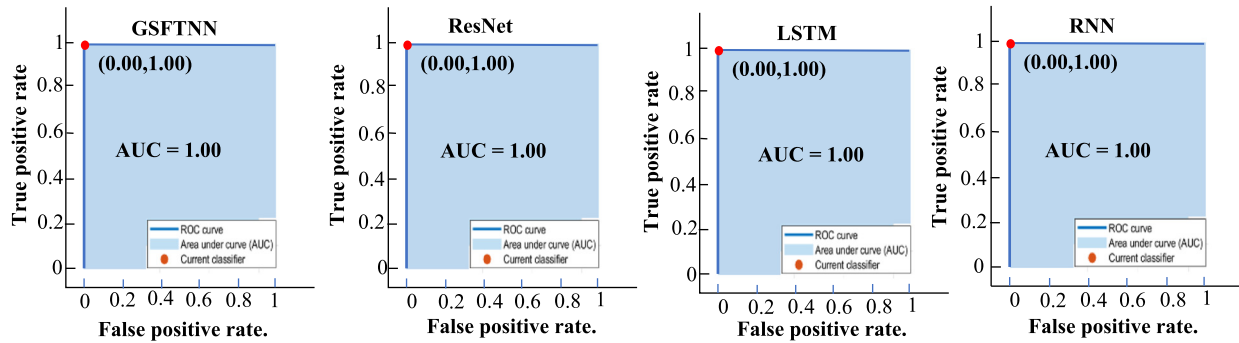 GSFTNN
True positive rate
1
0.8
0.6
0.4
0.2
0
(0.00,1.00)
AUC = 1.00
ROC curve
Area under curve (AUC)
Current classifier
0 0.2 0.4 0.6 0.8 1
False positive rate.
ResNet
True positive rate
1
0.8
0.6
0.4
0.2
0
(0.00,1.00)
AUC = 1.00
ROC curve
Area under curve (AUC)
Current classifier
0 0.2 0.4 0.6 0.8 1
False positive rate.
LSTM
True positive rate
1
0.8
0.6
0.4
0.2
0
(0.00,1.00)
AUC = 1.00
ROC curve
Area under curve (AUC)
Current classifier
0 0.2 0.4 0.6 0.8 1
False positive rate.
RNN
True positive rate
1
0.8
0.6
0.4
0.2
0
(0.00,1.00)
AUC = 1.00
ROC curve
Area under curve (AUC)
Current classifier
0 0.2 0.4 0.6 0.8 1
False positive rate.